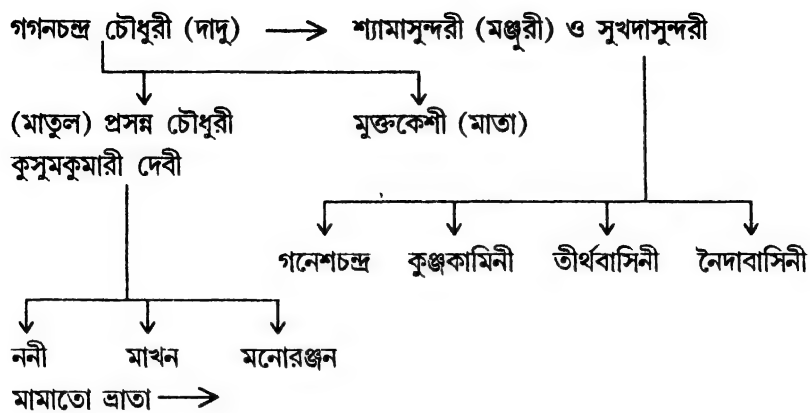 গগনচন্দ্র চৌধুরী (দাদু) → শ্যামাসুন্দরী (মঞ্জুরী) ও সুখদাসুন্দরী
(মাতুল) প্রসন্ন চৌধুরী মুক্তকেশী (মাতা)
কুসুমকুমারী দেবী
গনেশচন্দ্র কুঞ্জকামিনী তীর্থবাসিনী নৈদাবাসিনী
ননী মাখন মনোরঞ্জন
মামাতো ভ্রাতা →